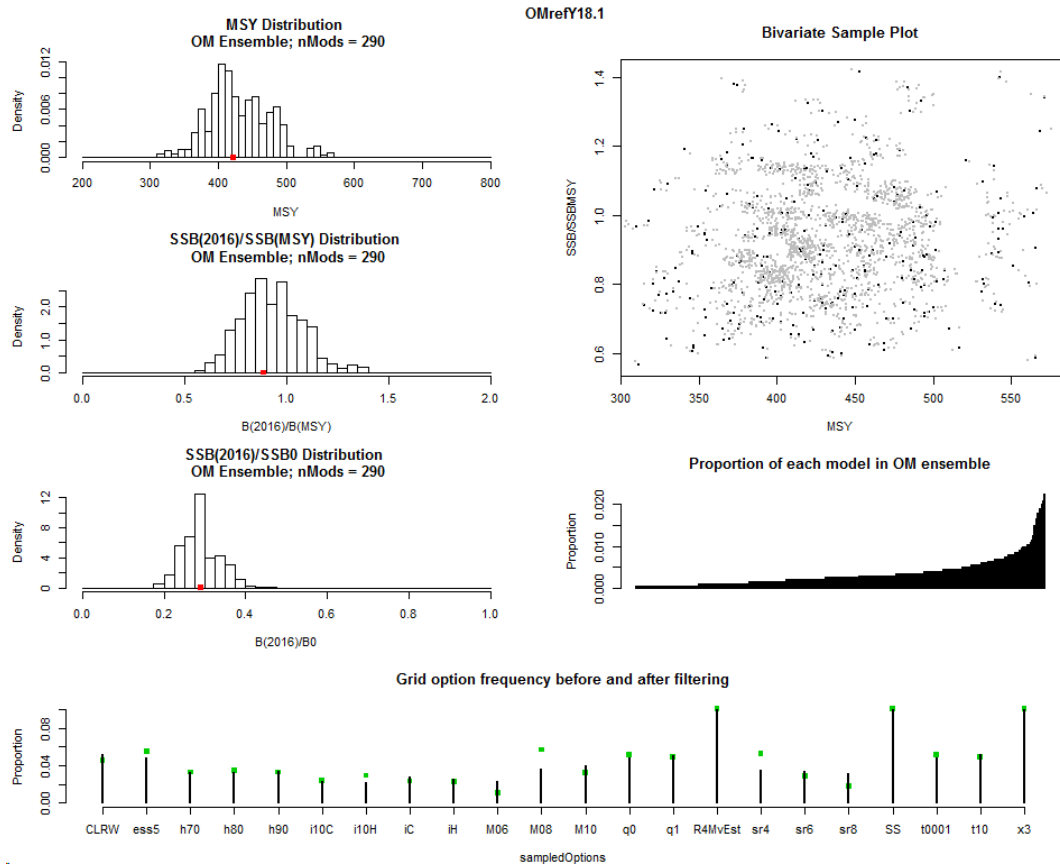 OMrefY18.1
MSY Distribution
OM Ensemble; nMods = 290
Density
0.000 0.006 0.012
200 300 400 500 600 700 800
MSY
SSB(2016)/SSB(MSY) Distribution
OM Ensemble; nMods = 290
Density
0.0 1.0 2.0
0.0 0.5 1.0 1.5 2.0
B(2016)/B(MSY)
SSB(2016)/SSB0 Distribution
OM Ensemble; nMods = 290
Density
0 4 8 12
0.0 0.2 0.4 0.6 0.8 1.0
B(2016)/B0
Bivariate Sample Plot
SSB/SSBMSY
0.6 0.8 1.0 1.2 1.4
300 350 400 450 500 550
MSY
Proportion of each model in OM ensemble
Proportion
0.000 0.010 0.020
Grid option frequency before and after filtering
Proportion
0.00 0.04 0.08
CLRW ess5 h70 h80 h90 i10C i10H iC iH M06 M08 M10 q0 q1 R4MvEst sr4 sr6 sr8 SS t0001 t10 x3
sampledOptions